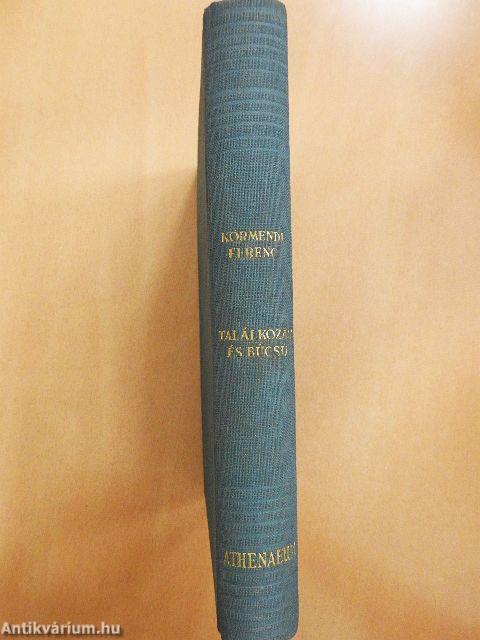 KÖRMENDI
FERENC
TALÁLKOZÁS
ÉS BÚCSÚ
ATHENAEUM
Antikvárium.hu